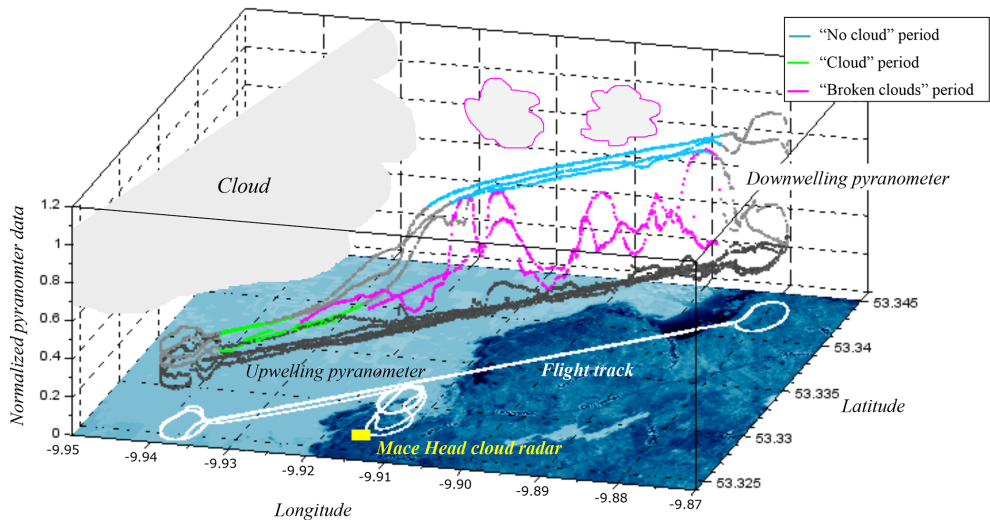 “No cloud” period
“Cloud” period
“Broken clouds” period
Cloud
Downwelling pyranometer
Normalized pyranometer data
1.2
1
0.8
0.6
0.4
0.2
0
Upwelling pyranometer
Flight track
Mace Head cloud radar
-9.95
-9.94
-9.93
-9.92
-9.91
-9.90
-9.89
-9.88
-9.87
Longitude
53.345
53.34
53.335
53.33
53.325
Latitude